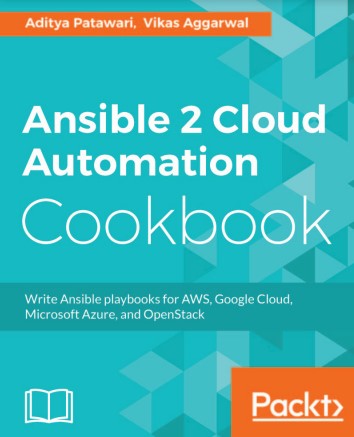 Aditya Patawari, Vikas Aggarwal
Ansible 2 Cloud
Automation
Cookbook
Write Ansible playbooks for AWS, Google Cloud,
Microsoft Azure, and OpenStack
Packt>